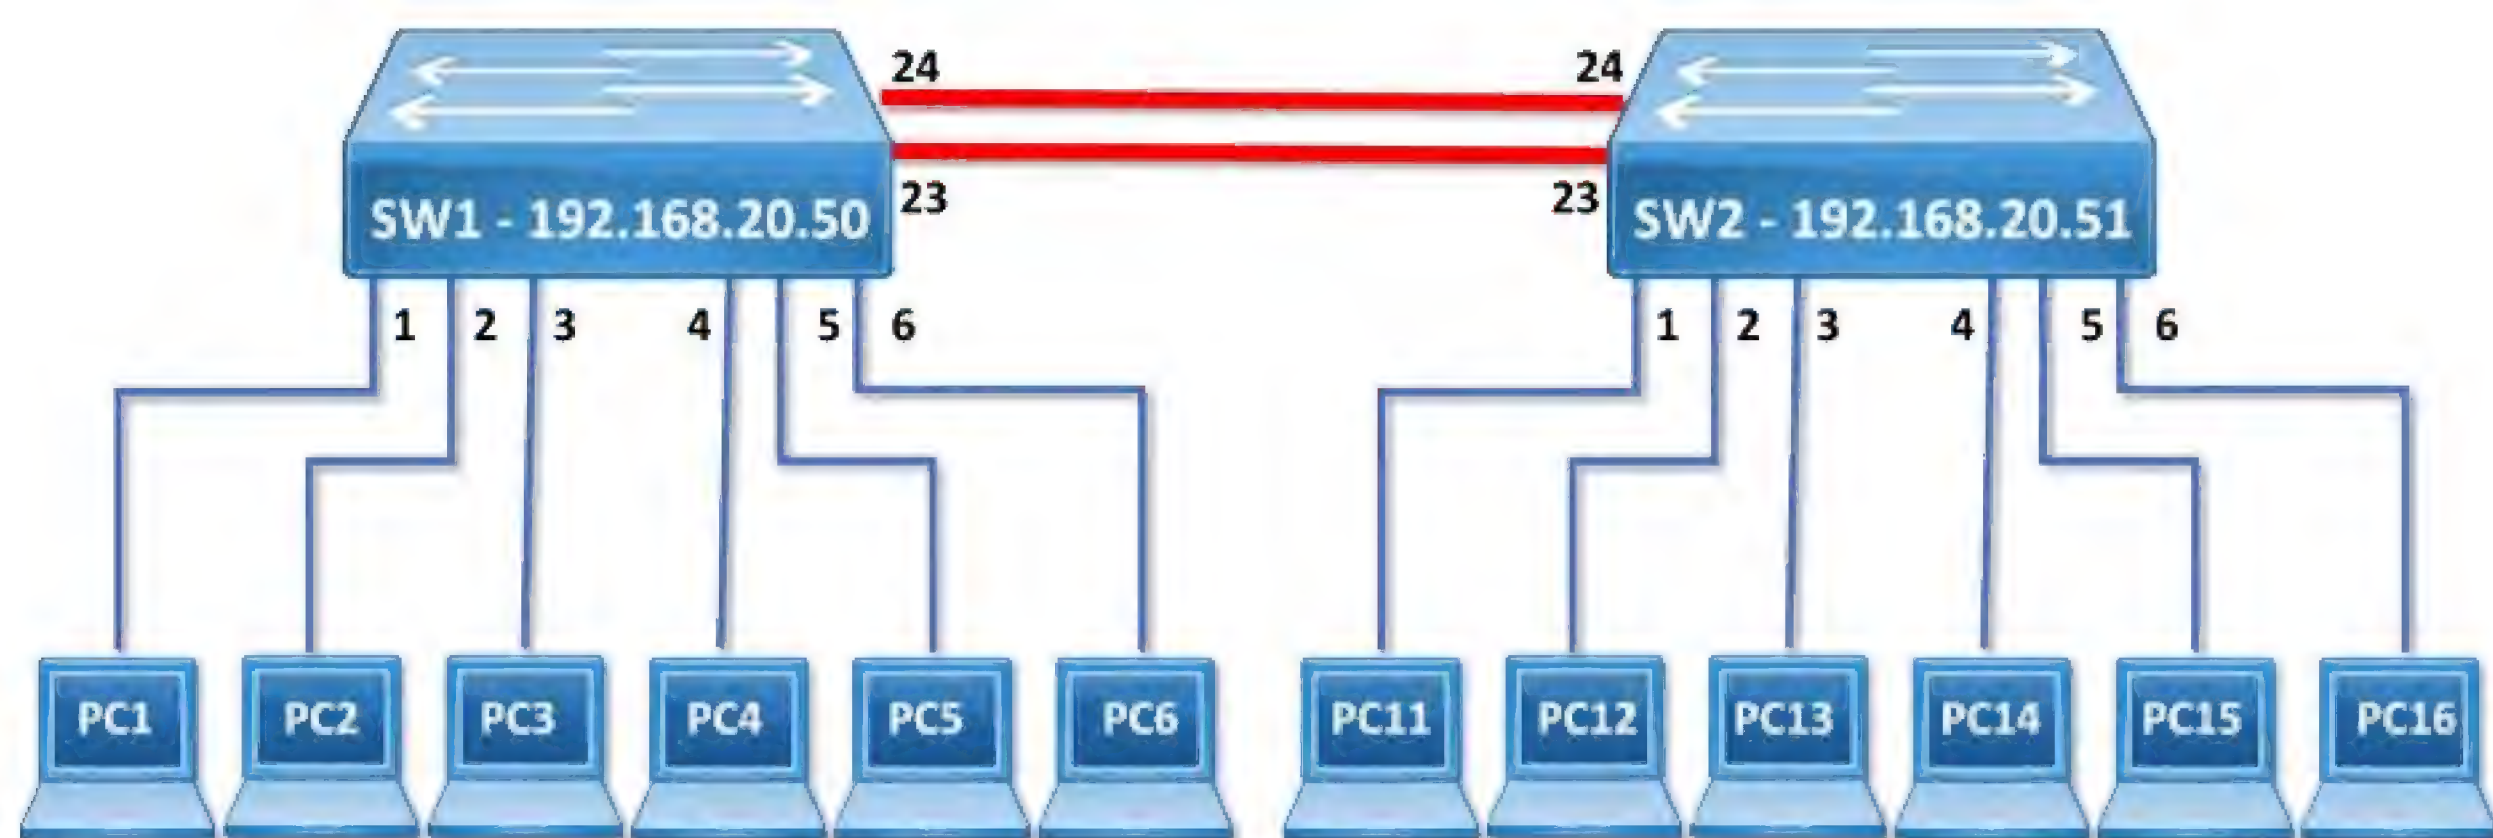 24 24
23 23
SW1 - 192.168.20.50 SW2 - 192.168.20.51
1 2 3 4 5 6 1 2 3 4 5 6
PC1 PC2 PC3 PC4 PC5 PC6 PC11 PC12 PC13 PC14 PC15 PC16